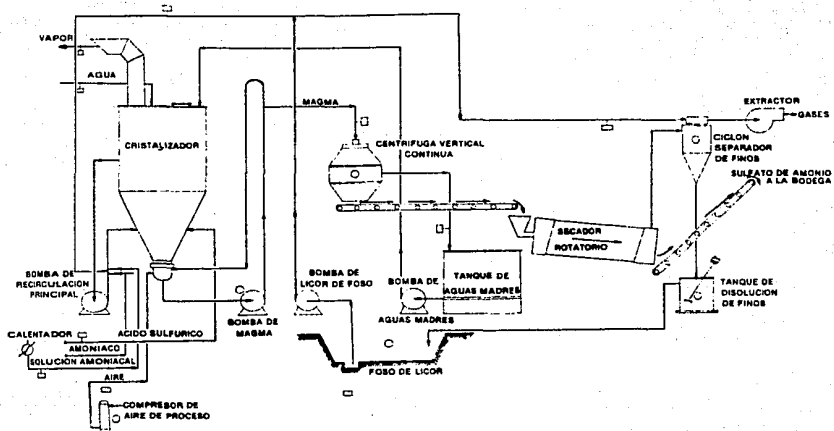 VAPOR
AGUA
CRISTALIZADOR
MAGMA
CENTRIFUGA VERTICAL
CONTINUA
EXTRACTOR
GASES
CICLON
SEPARADOR
DE FINOS
SULFATO DE AMONIO
A LA BODEGA
SECADOR
ROTATORIO
BOMBA DE
RECIRCULACION
PRINCIPAL
BOMBA DE
MAGMA
BOMBA DE
LICOR DE FOSO
BOMBA DE
AGUAS MADRES
TANQUE DE
AGUAS MADRES
TANQUE DE
DISOLUCION
DE FINOS
CALENTADOR
ACIDO SULFURICO
AMONIACO
SOLUCION AMONIACAL
AIRE
FOSO DE LICOR
COMPRESOR DE
AIRE DE PROCESO